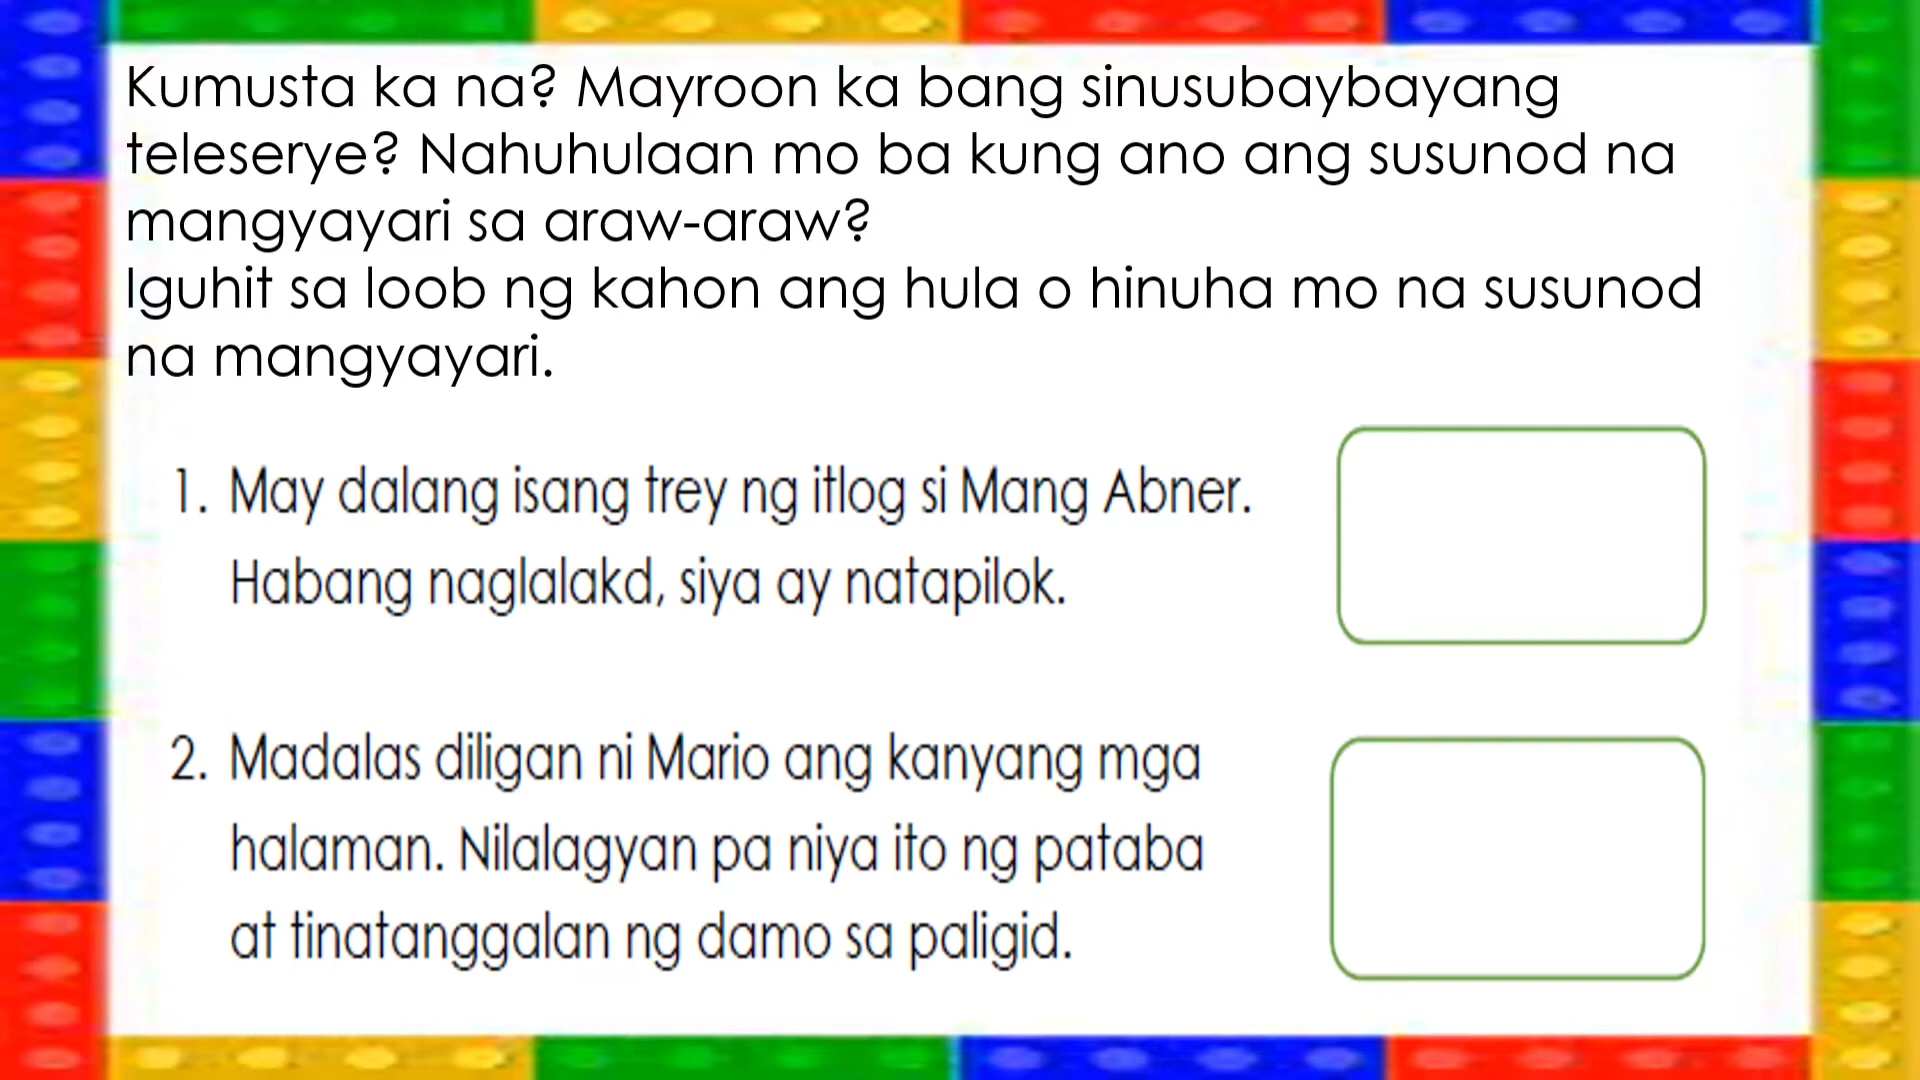 Kumusta ka na? Mayroon ka bang sinusubaybayang
teleserye? Nahuhulaan mo ba kung ano ang susunod na
mangyayari sa araw-araw?
Iguhit sa loob ng kahon ang hula o hinuha mo na susunod
na mangyayari.
1. May dalang isang trey ng itlog si Mang Abner.
Habang naglalakd, siya ay natapilok.
2. Madalas diligan ni Mario ang kanyang mga
halaman. Nilalagyan pa niya ito ng pataba
at tinatanggalan ng damo sa paligid.